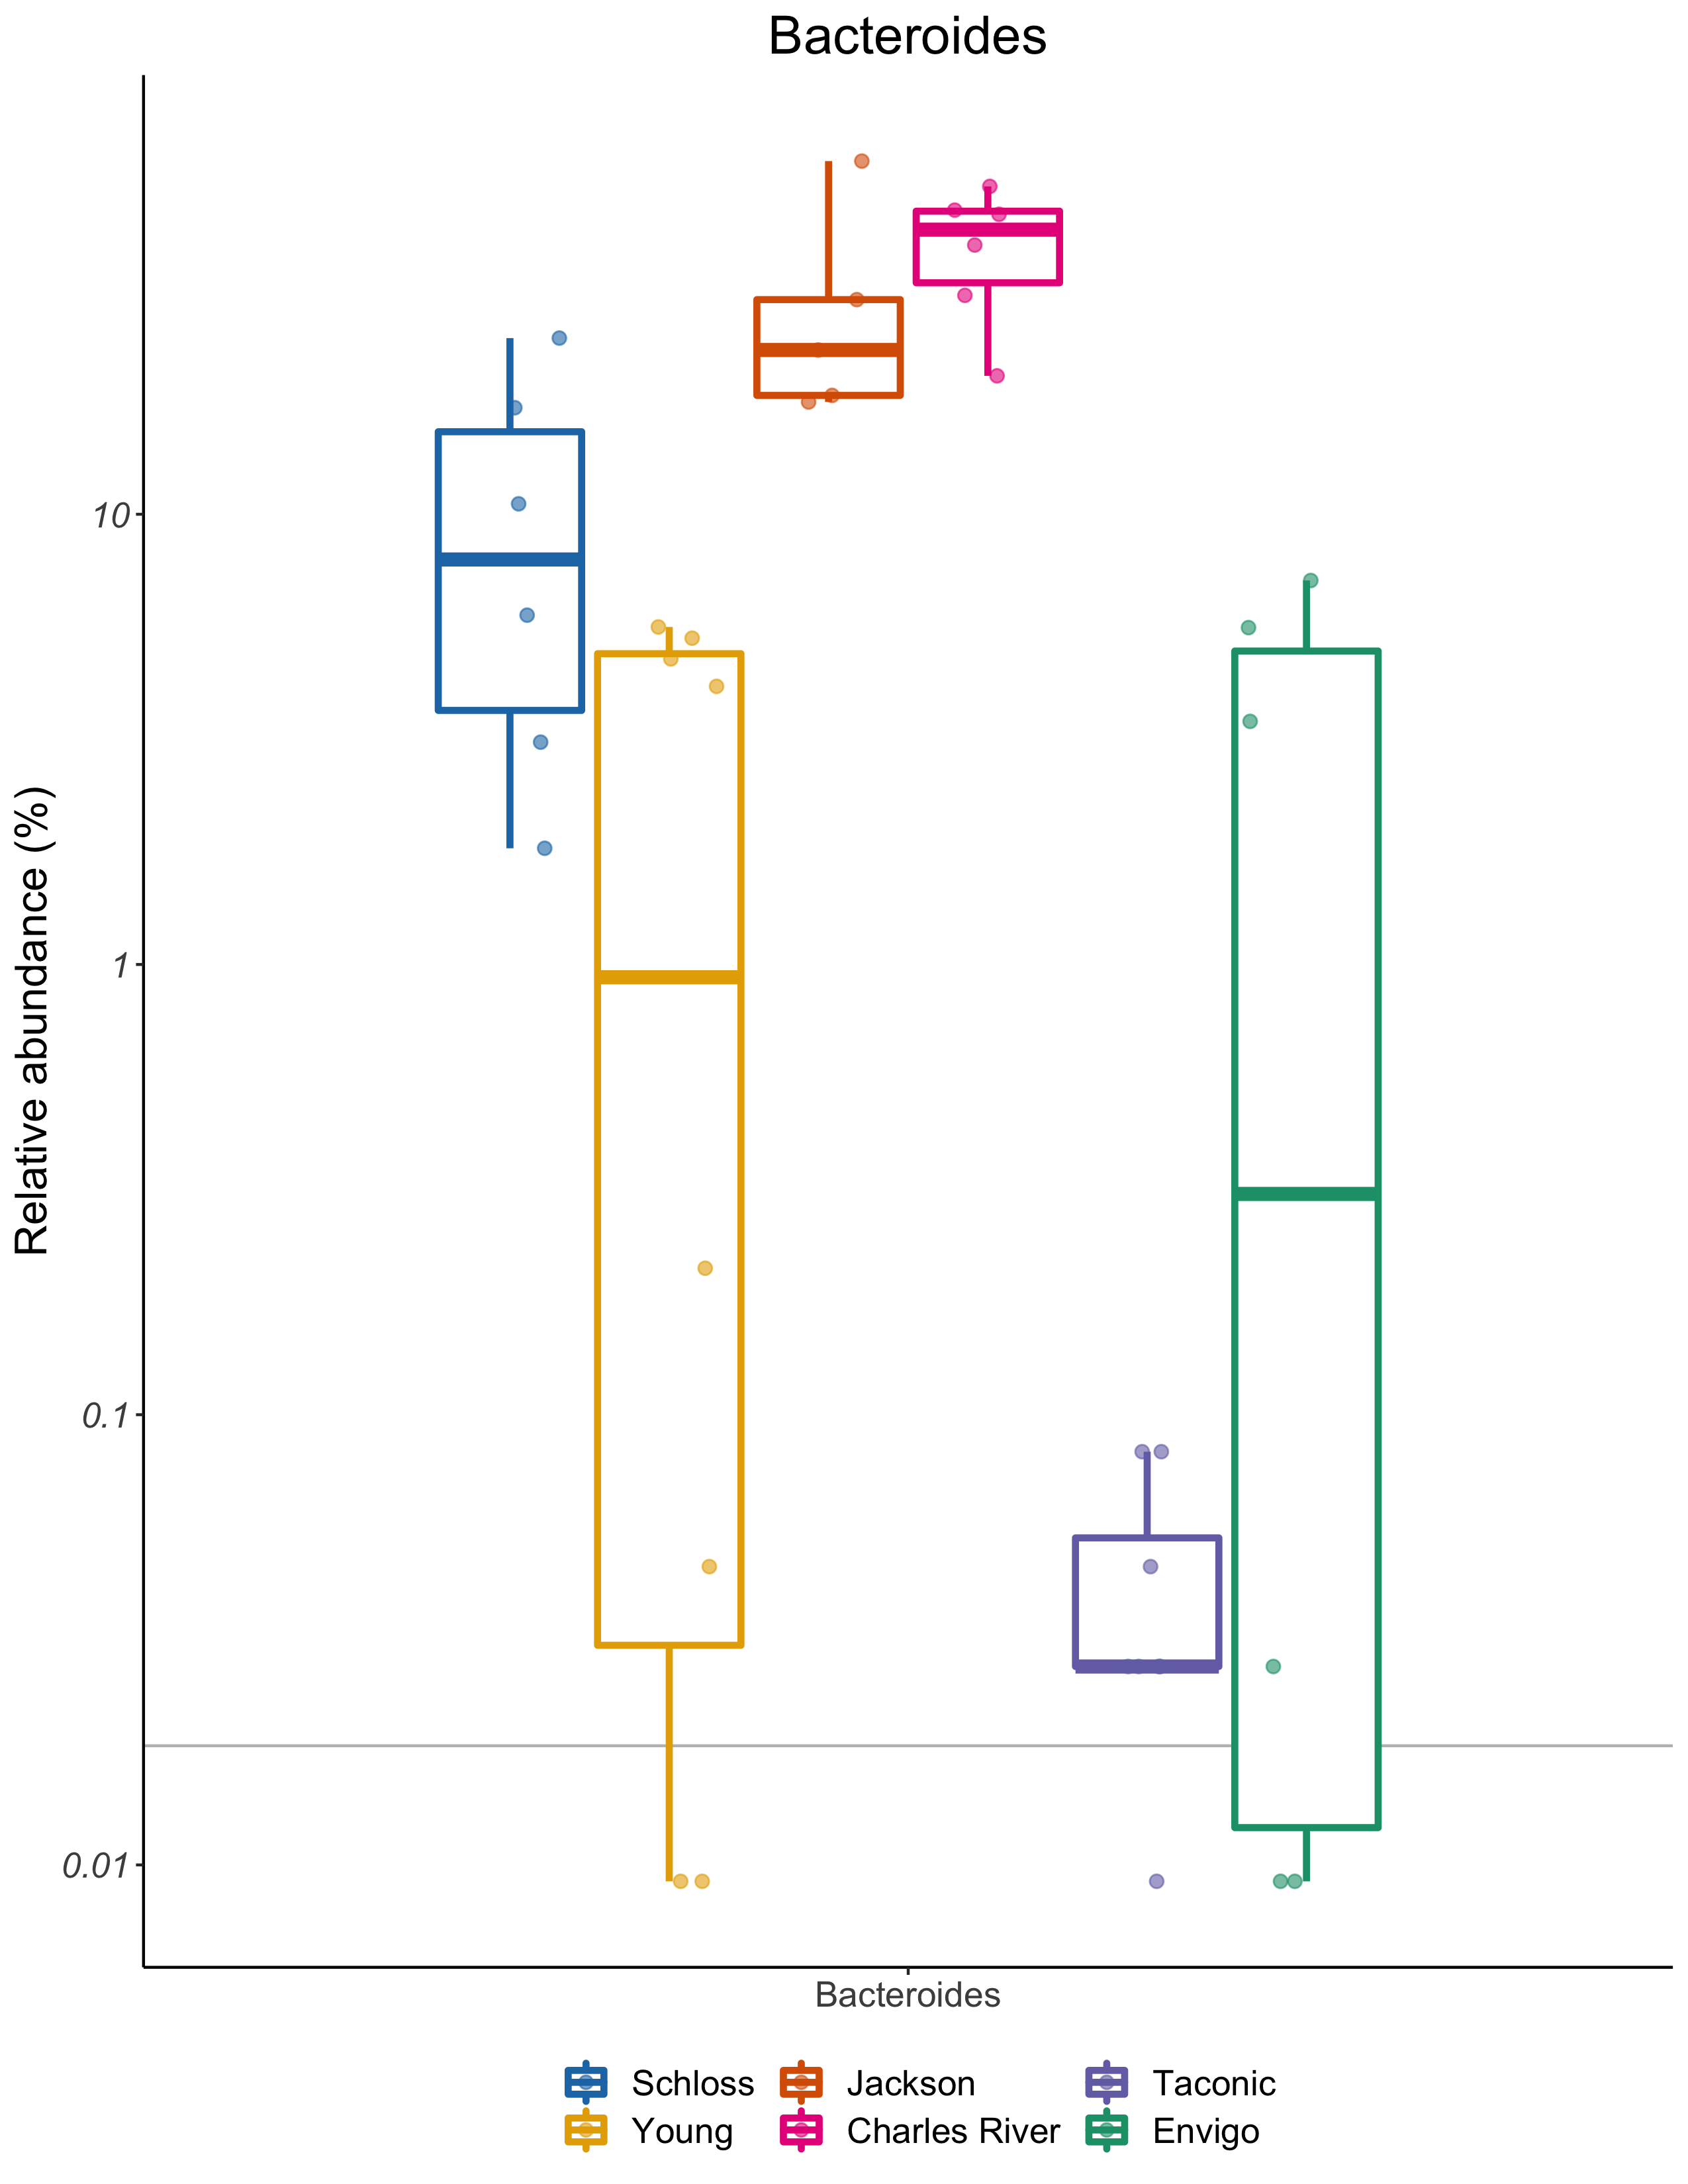 Bacteroides
Relative abundance (%)
10
1
0.1
0.01
Bacteroides
Schloss
Jackson
Taconic
Young
Charles River
Envigo